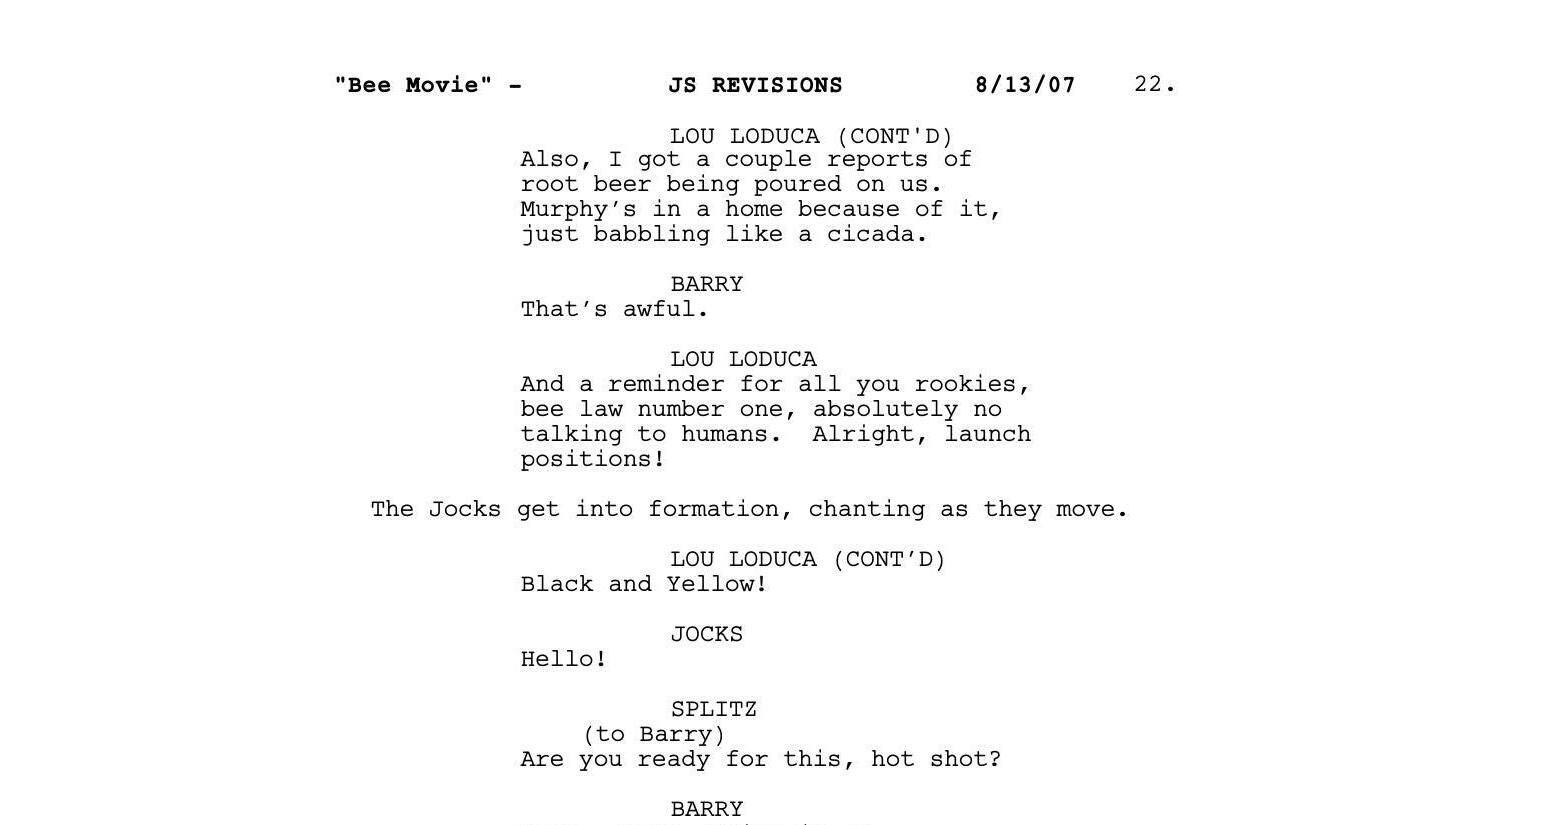 "Bee Movie" - JS REVISIONS 8/13/07 22.
LOU LODUCA (CONT'D)
Also, I got a couple reports of
root beer being poured on us.
Murphy’s in a home because of it,
just babbling like a cicada.
BARRY
That’s awful.
LOU LODUCA
And a reminder for all you rookies,
bee law number one, absolutely no
talking to humans.  Alright, launch
positions!
The Jocks get into formation, chanting as they move.
LOU LODUCA (CONT’D)
Black and Yellow!
JOCKS
Hello!
SPLITZ
(to Barry)
Are you ready for this, hot shot?
BARRY